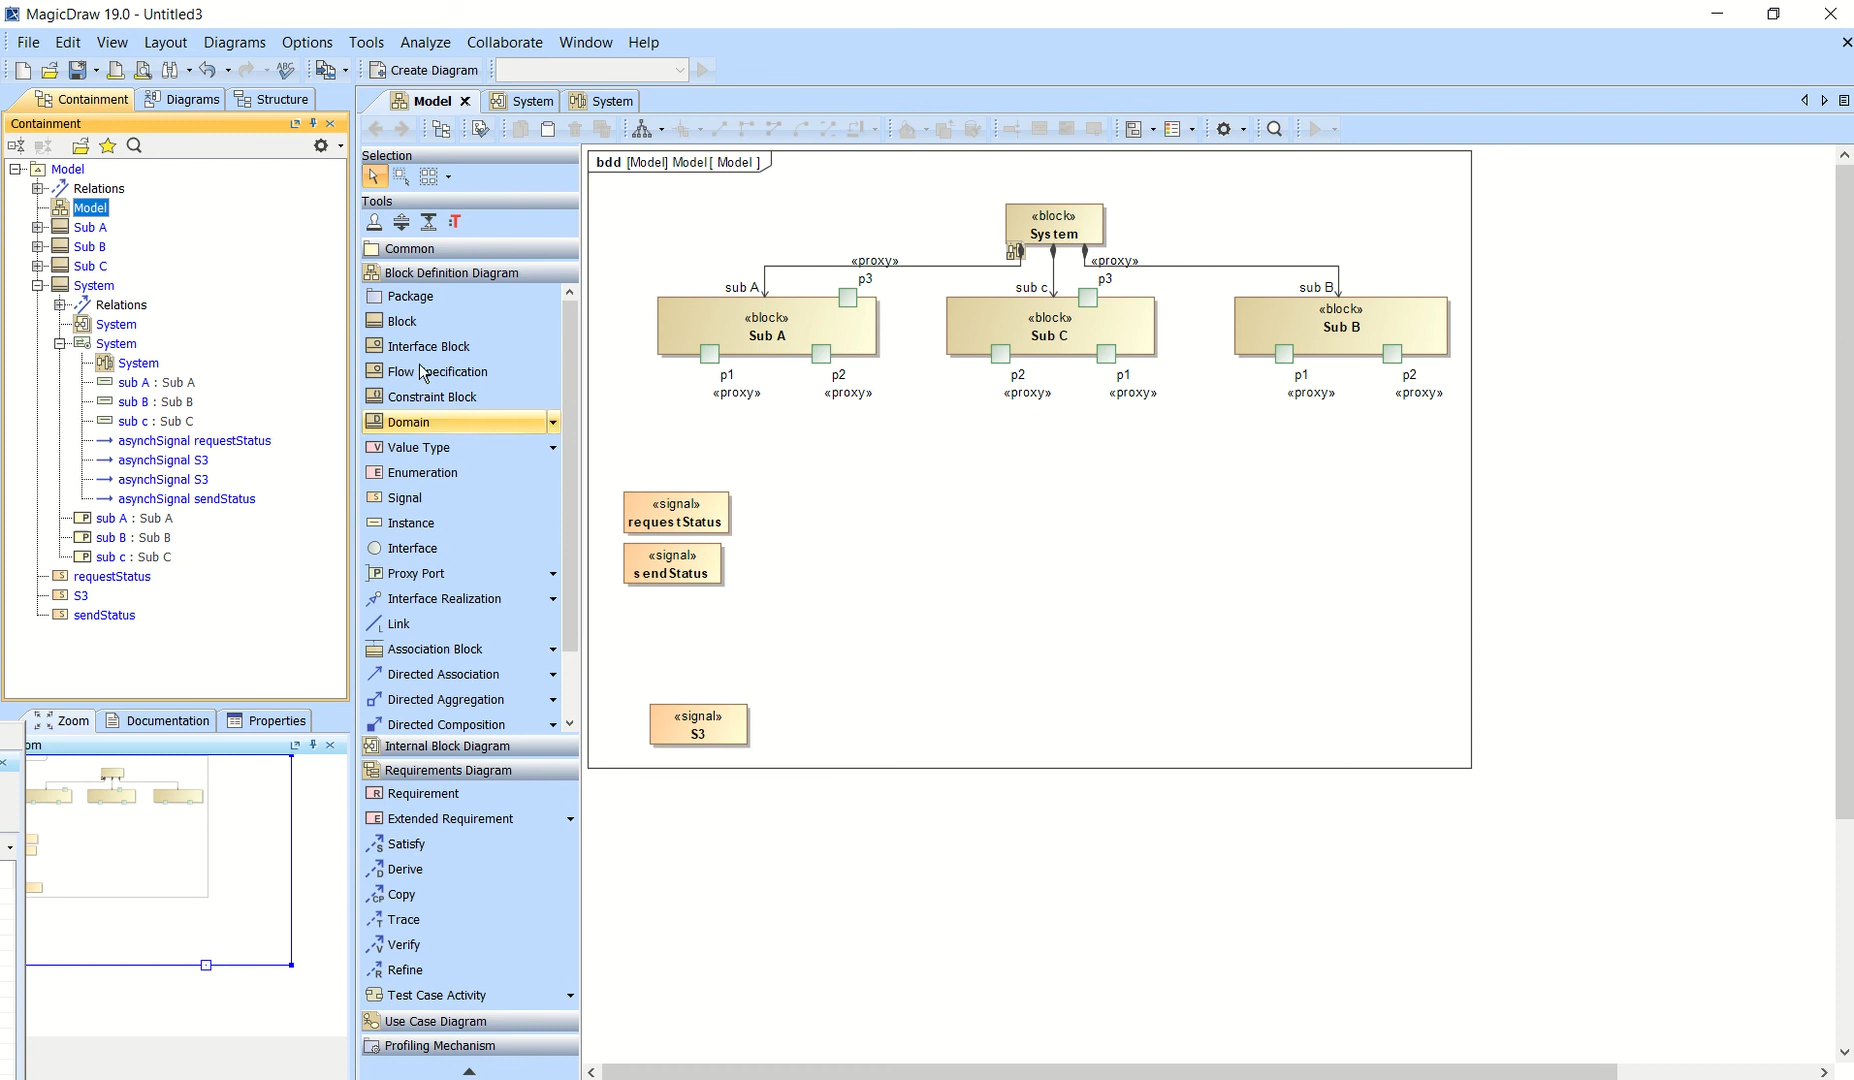 MagicDraw 19.0 - Untitled3
File Edit View Layout Diagrams Options Tools Analyze Collaborate Window Help
ABC Create Diagram
Containment Diagrams Structure
Model System System
Containment
Model
Relations
Model
Sub A
Sub B
Sub C
System
Relations
System
System
System
sub A : Sub A
sub B : Sub B
sub c : Sub C
asynchSignal requestStatus
asynchSignal S3
asynchSignal S3
asynchSignal sendStatus
sub A : Sub A
sub B : Sub B
sub c : Sub C
requestStatus
S3
sendStatus
Zoom Documentation Properties
om
Selection
Tools
Common
Block Definition Diagram
Package
Block
Interface Block
Flow ecification
Constraint Block
Domain
Value Type
Enumeration
Signal
Instance
Interface
Proxy Port
Interface Realization
Link
Association Block
Directed Association
Directed Aggregation
Directed Composition
Internal Block Diagram
Requirements Diagram
Requirement
Extended Requirement
Satisfy
Derive
Copy
Trace
Verify
Refine
Test Case Activity
Use Case Diagram
Profiling Mechanism
bdd [Model] Model[ Model ]
«block»
System
«proxy» «proxy»
p3 p3
sub A sub c sub B
«block»
Sub A
«block»
Sub C
«block»
Sub B
p1 p2 p2 p1 p1 p2
«proxy» «proxy» «proxy» «proxy» «proxy» «proxy»
«signal»
requestStatus
«signal»
sendStatus
«signal»
S3